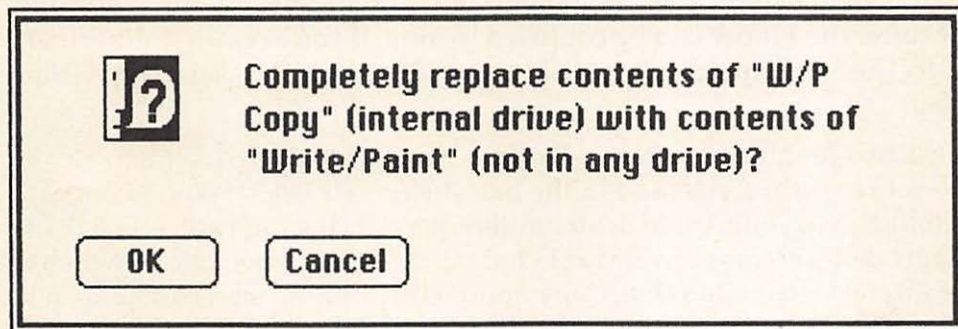 Completely replace contents of "W/P
Copy" (internal drive) with contents of
"Write/Paint" (not in any drive)?
?
OK Cancel